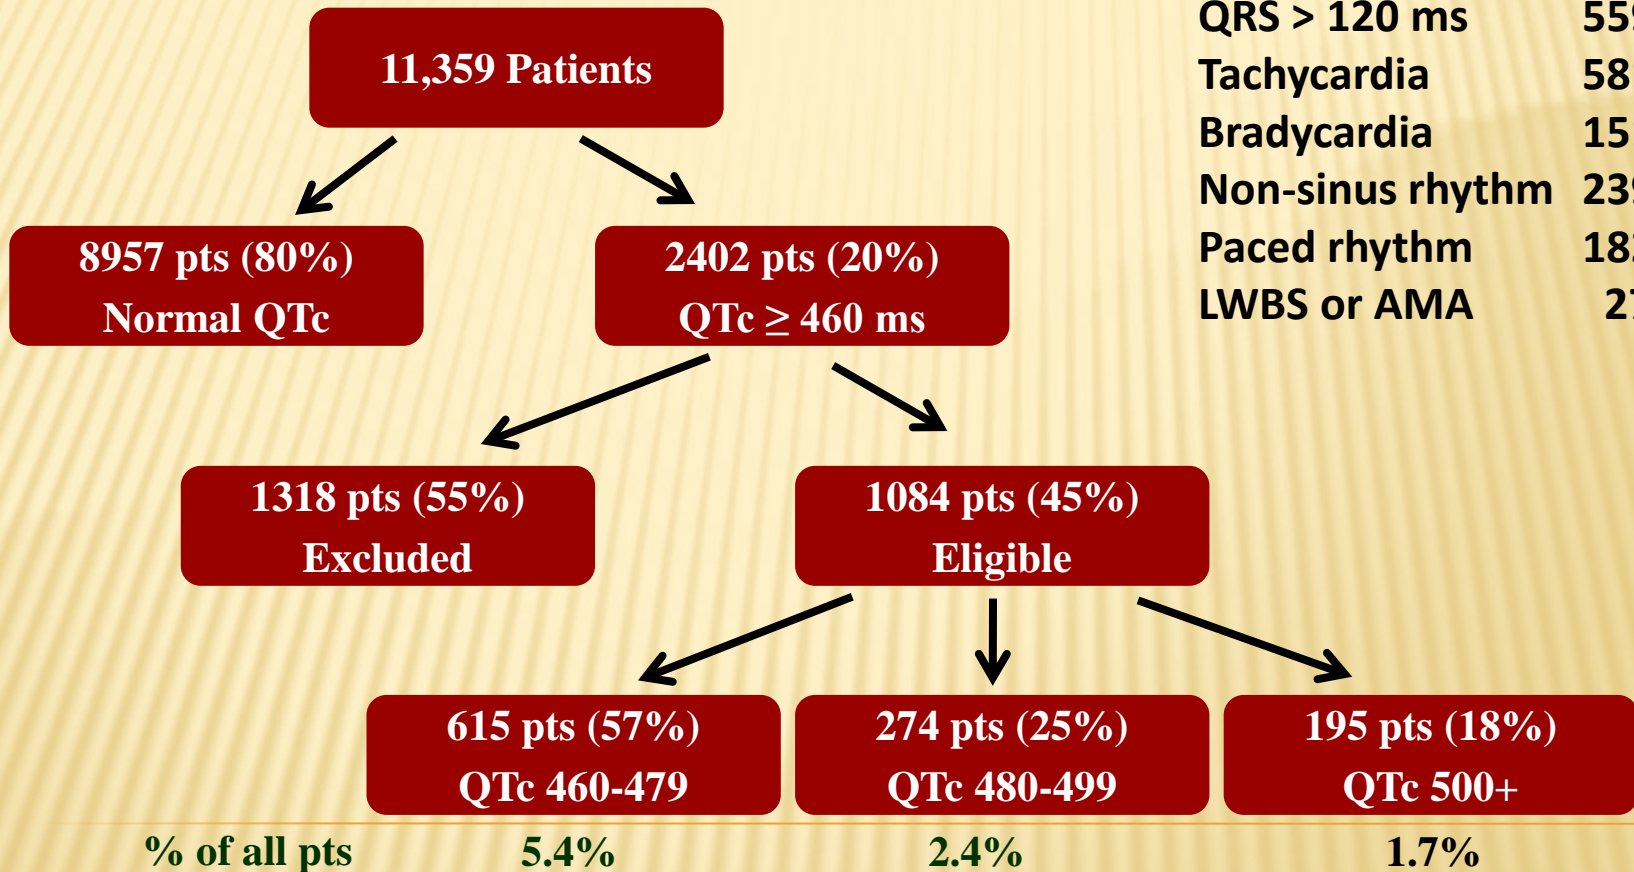 11,359 Patients
QRS > 120 ms
Tachycardia
Bradycardia
Non-sinus rhythm
Paced rhythm
LWBS or AMA
8957 pts (80%)
Normal QTc
2402 pts (20%)
QTc ≥ 460 ms
1318 pts (55%)
Excluded
1084 pts (45%)
Eligible
615 pts (57%)
QTc 460-479
274 pts (25%)
QTc 480-499
195 pts (18%)
QTc 500+
% of all pts 5.4% 2.4% 1.7%